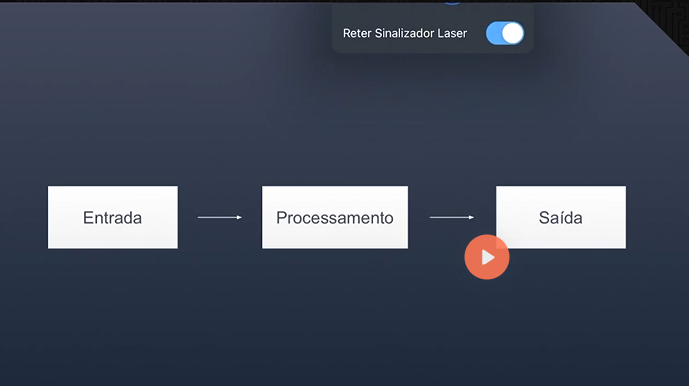 Reter Sinalizador Laser
Entrada
Processamento
Saída